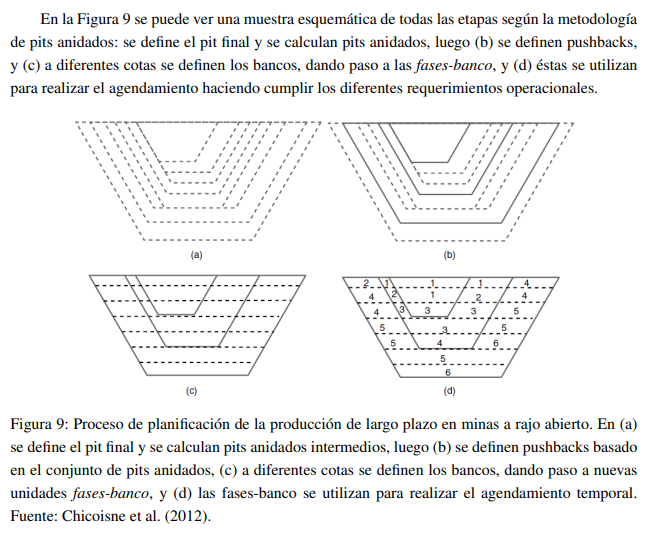 En la Figura 9 se puede ver una muestra esquemática de todas las etapas según la metodología
de pits anidados: se define el pit final y se calculan pits anidados, luego (b) se definen pushbacks,
y (c) a diferentes cotas se definen los bancos, dando paso a las fases-banco, y (d) éstas se utilizan
para realizar el agendamiento haciendo cumplir los diferentes requerimientos operacionales.
(a)
(b)
(c)
2 1 1 1 4
4 2 1 2 4
4 3 3 3 5
5 3 5
5 4 6
5
6
(d)
Figura 9: Proceso de planificación de la producción de largo plazo en minas a rajo abierto. En (a)
se define el pit final y se calculan pits anidados intermedios, luego (b) se definen pushbacks basado
en el conjunto de pits anidados, (c) a diferentes cotas se definen los bancos, dando paso a nuevas
unidades fases-banco, y (d) las fases-banco se utilizan para realizar el agendamiento temporal.
Fuente: Chicoisne et al. (2012).